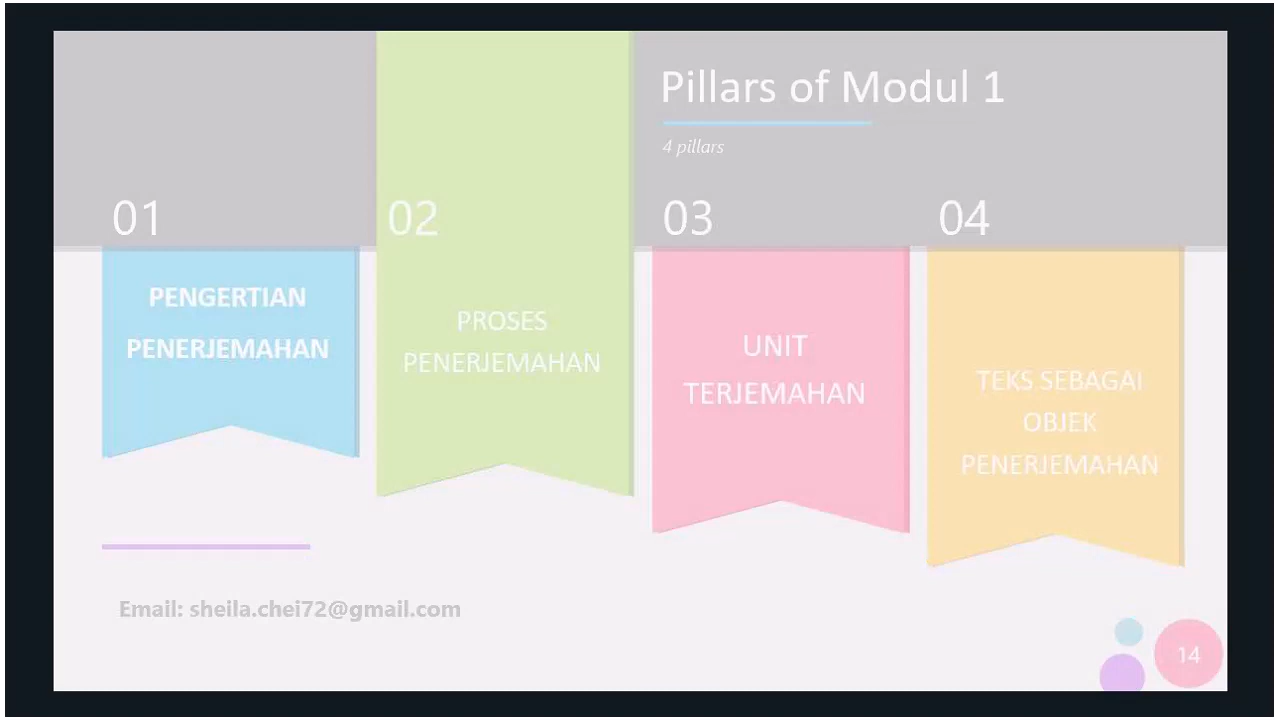 Pillars of Modul 1
4 pillars
01
02
03
04
PENGERTIAN
PENERJEMAHAN
PROSES
PENERJEMAHAN
UNIT
TERJEMAHAN
TEKS SEBAGAI
OBJEK
PENERJEMAHAN
Email: sheila.chei72@gmail.com
14